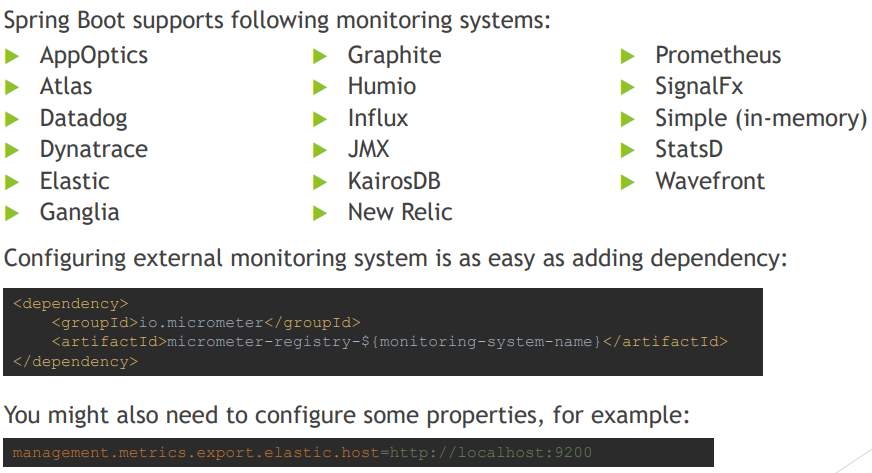 Spring Boot supports following monitoring systems:
AppOptics
Atlas
Datadog
Dynatrace
Elastic
Ganglia
Graphite
Humio
Influx
JMX
KairosDB
New Relic
Prometheus
SignalFx
Simple (in-memory)
StatsD
Wavefront
Configuring external monitoring system is as easy as adding dependency:
<dependency>
    <groupId>io.micrometer</groupId>
    <artifactId>micrometer-registry-${monitoring-system-name}</artifactId>
</dependency>
You might also need to configure some properties, for example:
management.metrics.export.elastic.host=http://localhost:9200